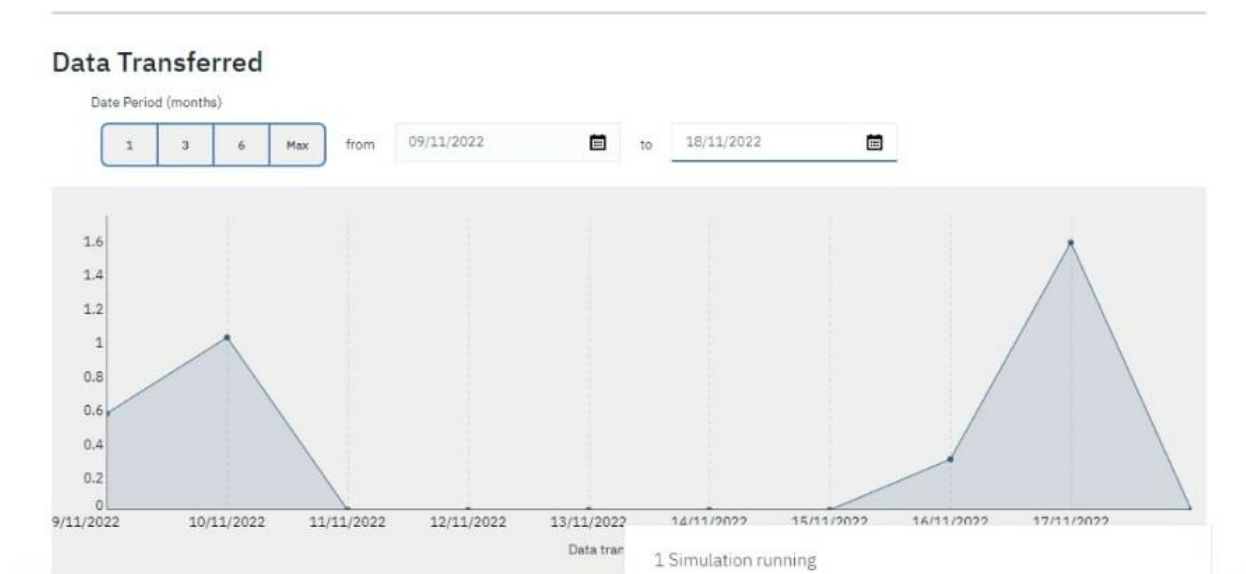 Data Transferred
Date Period (months)
1 3 6 Max from 09/11/2022 to 18/11/2022
1.6
1.4
1.2
1
0.8
0.6
0.4
0.2
0
9/11/2022 10/11/2022 11/11/2022 12/11/2022 13/11/2022 14/11/2022 15/11/2022 16/11/2022 17/11/2022
Data tran
1 Simulation running